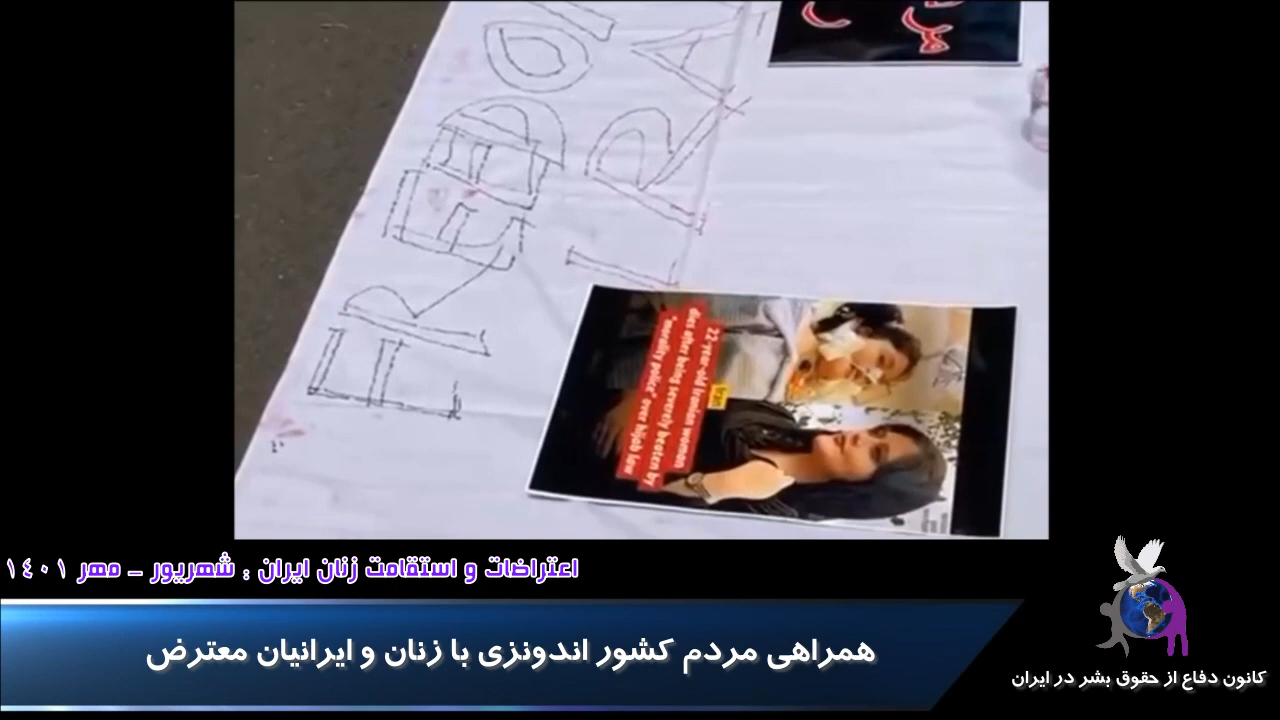 FREEDOM
IRAN
Iran
22-year-old Iranian woman
dies after being severely beaten by
"morality police" over hijab law
اعتراضات و استقامت زنان ایران : شهریور – مهر ۱۴۰۱
همراهی مردم کشور اندونزی با زنان و ایرانیان معترض
کانون دفاع از حقوق بشر در ایران